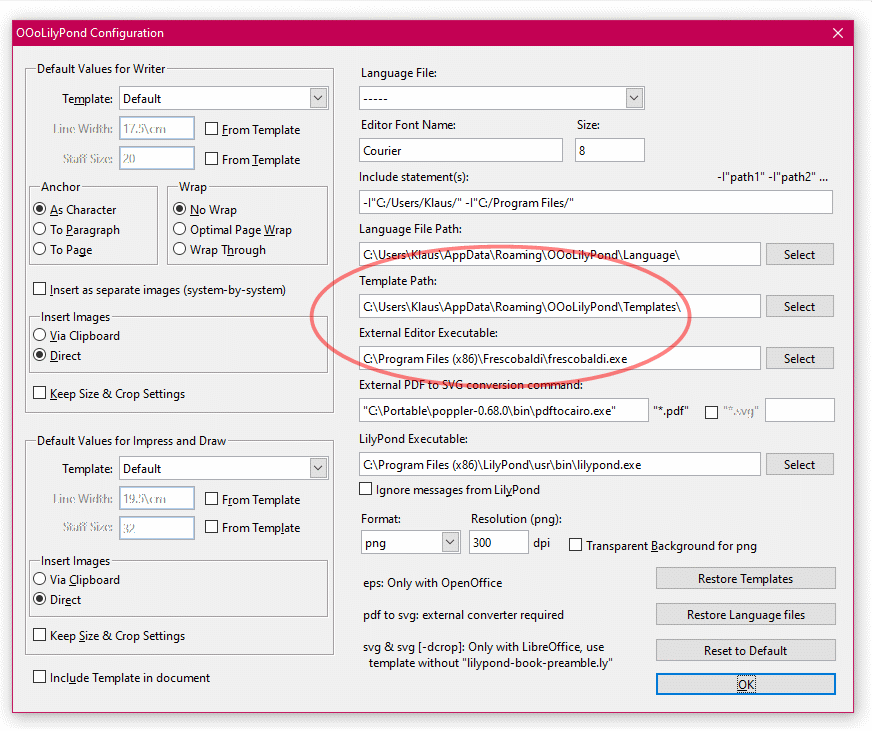 OOoLilyPond Configuration
Default Values for Writer
Template: Default
Line Width: 17.5\cm From Template
Staff Size: 20 From Template
Anchor
As Character
To Paragraph
To Page
Wrap
No Wrap
Optimal Page Wrap
Wrap Through
Insert as separate images (system-by-system)
Insert Images
Via Clipboard
Direct
Keep Size & Crop Settings
Default Values for Impress and Draw
Template: Default
Line Width: 19.5\cm From Template
Staff Size: 32 From Template
Insert Images
Via Clipboard
Direct
Keep Size & Crop Settings
Include Template in document
Language File:
-----
Editor Font Name: Size:
Courier 8
Include statement(s): -I"path1" -I"path2" ...
-I"C:/Users/Klaus/" -I"C:/Program Files/"
Language File Path:
C:\Users\Klaus\AppData\Roaming\OOoLilyPond\Language\ Select
Template Path:
C:\Users\Klaus\AppData\Roaming\OOoLilyPond\Templates\ Select
External Editor Executable:
C:\Program Files (x86)\Frescobaldi\frescobaldi.exe Select
External PDF to SVG conversion command:
"C:\Portable\poppler-0.68.0\bin\pdftocairo.exe" "*.pdf" "*.svg"
LilyPond Executable:
C:\Program Files (x86)\LilyPond\usr\bin\lilypond.exe Select
Ignore messages from LilyPond
Format: Resolution (png):
png 300 dpi Transparent Background for png
eps: Only with OpenOffice
pdf to svg: external converter required
svg & svg [-dcrop]: Only with LibreOffice, use
template without "lilypond-book-preamble.ly"
Restore Templates
Restore Language files
Reset to Default
OK